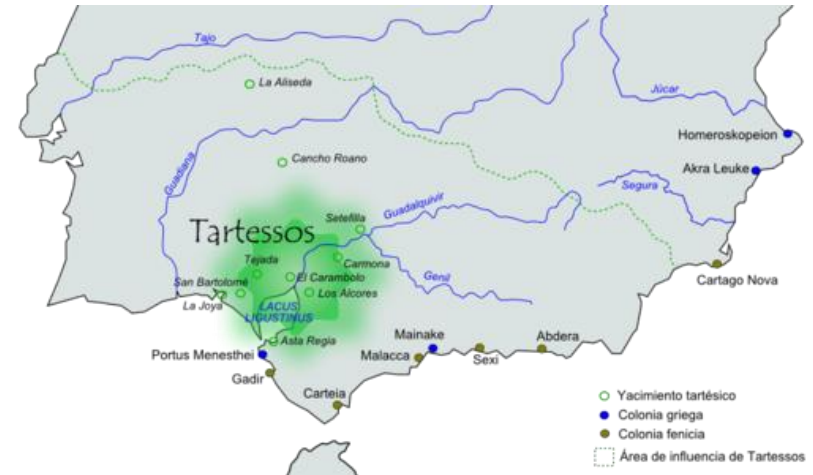 Tajo
La Aliseda
Júcar
Homeroskopeion
Cancho Roano
Akra Leuke
Guadiana
Segura
Guadalquivir
Setefilla
Tartessos
Tejada
Carmona
El Carambolo
Genil
San Bartolomé
Los Alcores
La Joya
LACUS
LIGUSTINUS
Cartago Nova
Asta Regia
Mainake
Abdera
Portus Menesthei
Malacca
Sexi
Gadir
Carteia
Yacimiento tartésico
Colonia griega
Colonia fenicia
Área de influencia de Tartessos